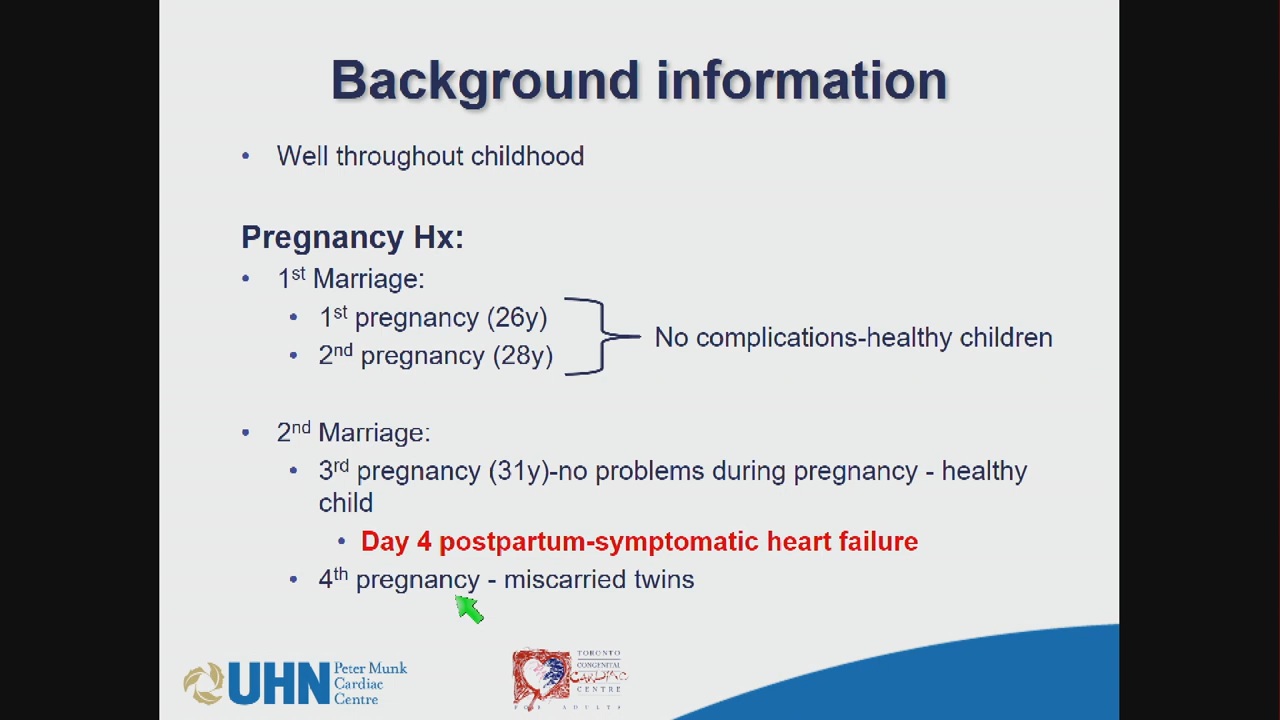 Background information
• Well throughout childhood
Pregnancy Hx:
• 1st Marriage:
• 1st pregnancy (26y)
• 2nd pregnancy (28y)
No complications-healthy children
• 2nd Marriage:
• 3rd pregnancy (31y)-no problems during pregnancy - healthy
child
• Day 4 postpartum-symptomatic heart failure
• 4th pregnancy - miscarried twins
UHN
Peter Munk
Cardiac
Centre
TORONTO
CONGENITAL
CARDIAC
CENTRE
FOR ADULTS